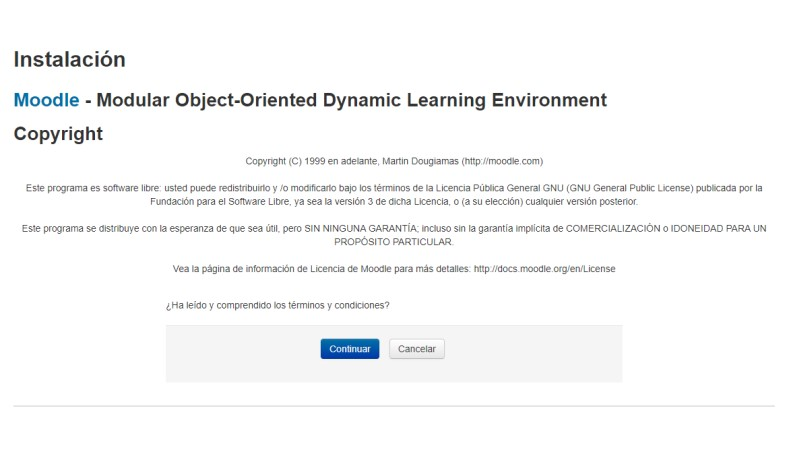 Instalación
Moodle - Modular Object-Oriented Dynamic Learning Environment
Copyright
Copyright (C) 1999 en adelante, Martin Dougiamas (http://moodle.com)
Este programa es software libre: usted puede redistribuirlo y /o modificarlo bajo los términos de la Licencia Pública General GNU (GNU General Public License) publicada por la
Fundación para el Software Libre, ya sea la versión 3 de dicha Licencia, o (a su elección) cualquier versión posterior.
Este programa se distribuye con la esperanza de que sea útil, pero SIN NINGUNA GARANTÍA; incluso sin la garantía implícita de COMERCIALIZACIÓN o IDONEIDAD PARA UN
PROPÓSITO PARTICULAR.
Vea la página de información de Licencia de Moodle para más detalles: http://docs.moodle.org/en/License
¿Ha leído y comprendido los términos y condiciones?
Continuar Cancelar